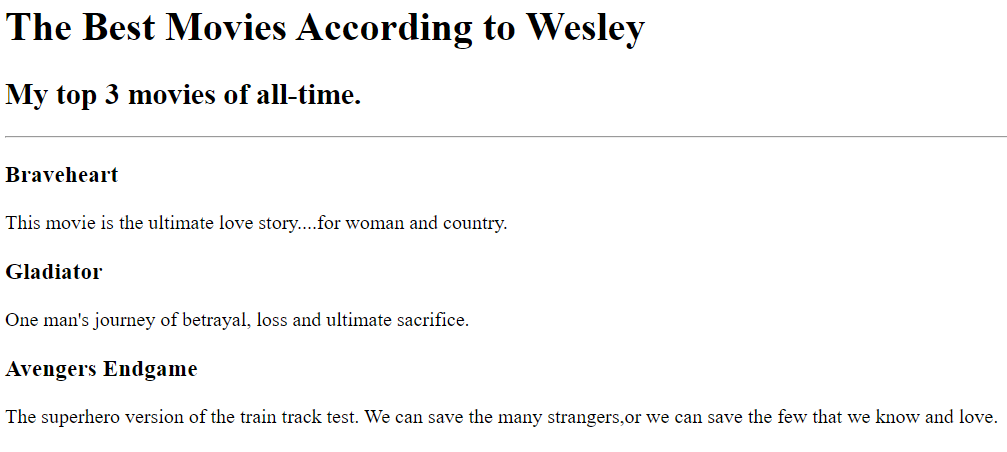 The Best Movies According to Wesley
My top 3 movies of all-time.
Braveheart
This movie is the ultimate love story....for woman and country.
Gladiator
One man's journey of betrayal, loss and ultimate sacrifice.
Avengers Endgame
The superhero version of the train track test. We can save the many strangers,or we can save the few that we know and love.